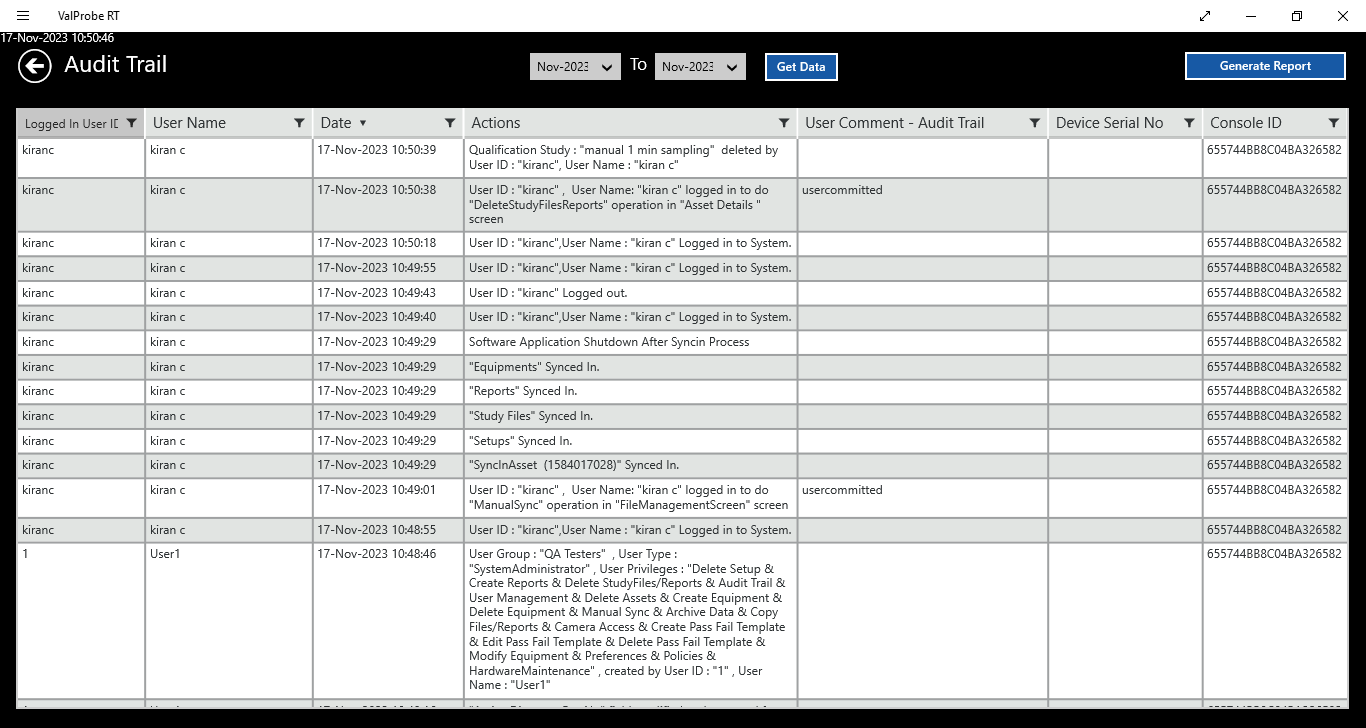 ValProbe RT
17-Nov-2023 10:50:46
Audit Trail
Nov-2023 To Nov-2023 Get Data Generate Report
Logged In User ID User Name Date Actions User Comment - Audit Trail Device Serial No Console ID
kiranc kiran c 17-Nov-2023 10:50:39 Qualification Study : "manual 1 min sampling"  deleted by 655744BB8C04BA326582
User ID : "kiranc", User Name : "kiran c"
kiranc kiran c 17-Nov-2023 10:50:38 User ID : "kiranc" ,  User Name: "kiran c" logged in to do usercommitted 655744BB8C04BA326582
"DeleteStudyFilesReports" operation in "Asset Details "
screen
kiranc kiran c 17-Nov-2023 10:50:18 User ID : "kiranc",User Name : "kiran c" Logged in to System. 655744BB8C04BA326582
kiranc kiran c 17-Nov-2023 10:49:55 User ID : "kiranc",User Name : "kiran c" Logged in to System. 655744BB8C04BA326582
kiranc kiran c 17-Nov-2023 10:49:43 User ID : "kiranc" Logged out. 655744BB8C04BA326582
kiranc kiran c 17-Nov-2023 10:49:40 User ID : "kiranc",User Name : "kiran c" Logged in to System. 655744BB8C04BA326582
kiranc kiran c 17-Nov-2023 10:49:29 Software Application Shutdown After Syncin Process 655744BB8C04BA326582
kiranc kiran c 17-Nov-2023 10:49:29 "Equipments" Synced In. 655744BB8C04BA326582
kiranc kiran c 17-Nov-2023 10:49:29 "Reports" Synced In. 655744BB8C04BA326582
kiranc kiran c 17-Nov-2023 10:49:29 "Study Files" Synced In. 655744BB8C04BA326582
kiranc kiran c 17-Nov-2023 10:49:29 "Setups" Synced In. 655744BB8C04BA326582
kiranc kiran c 17-Nov-2023 10:49:29 "SyncInAsset  (1584017028)" Synced In. 655744BB8C04BA326582
kiranc kiran c 17-Nov-2023 10:49:01 User ID : "kiranc" ,  User Name: "kiran c" logged in to do usercommitted 655744BB8C04BA326582
"ManualSync" operation in "FileManagementScreen" screen
kiranc kiran c 17-Nov-2023 10:48:55 User ID : "kiranc",User Name : "kiran c" Logged in to System. 655744BB8C04BA326582
1 User1 17-Nov-2023 10:48:46 User Group : "QA Testers"  , User Type : 655744BB8C04BA326582
"SystemAdministrator" , User Privileges : "Delete Setup &
Create Reports & Delete StudyFiles/Reports & Audit Trail &
User Management & Delete Assets & Create Equipment &
Delete Equipment & Manual Sync & Archive Data & Copy
Files/Reports & Camera Access & Create Pass Fail Template
& Edit Pass Fail Template & Delete Pass Fail Template &
Modify Equipment & Preferences & Policies &
HardwareMaintenance" , created by User ID : "1" , User
Name : "User1"